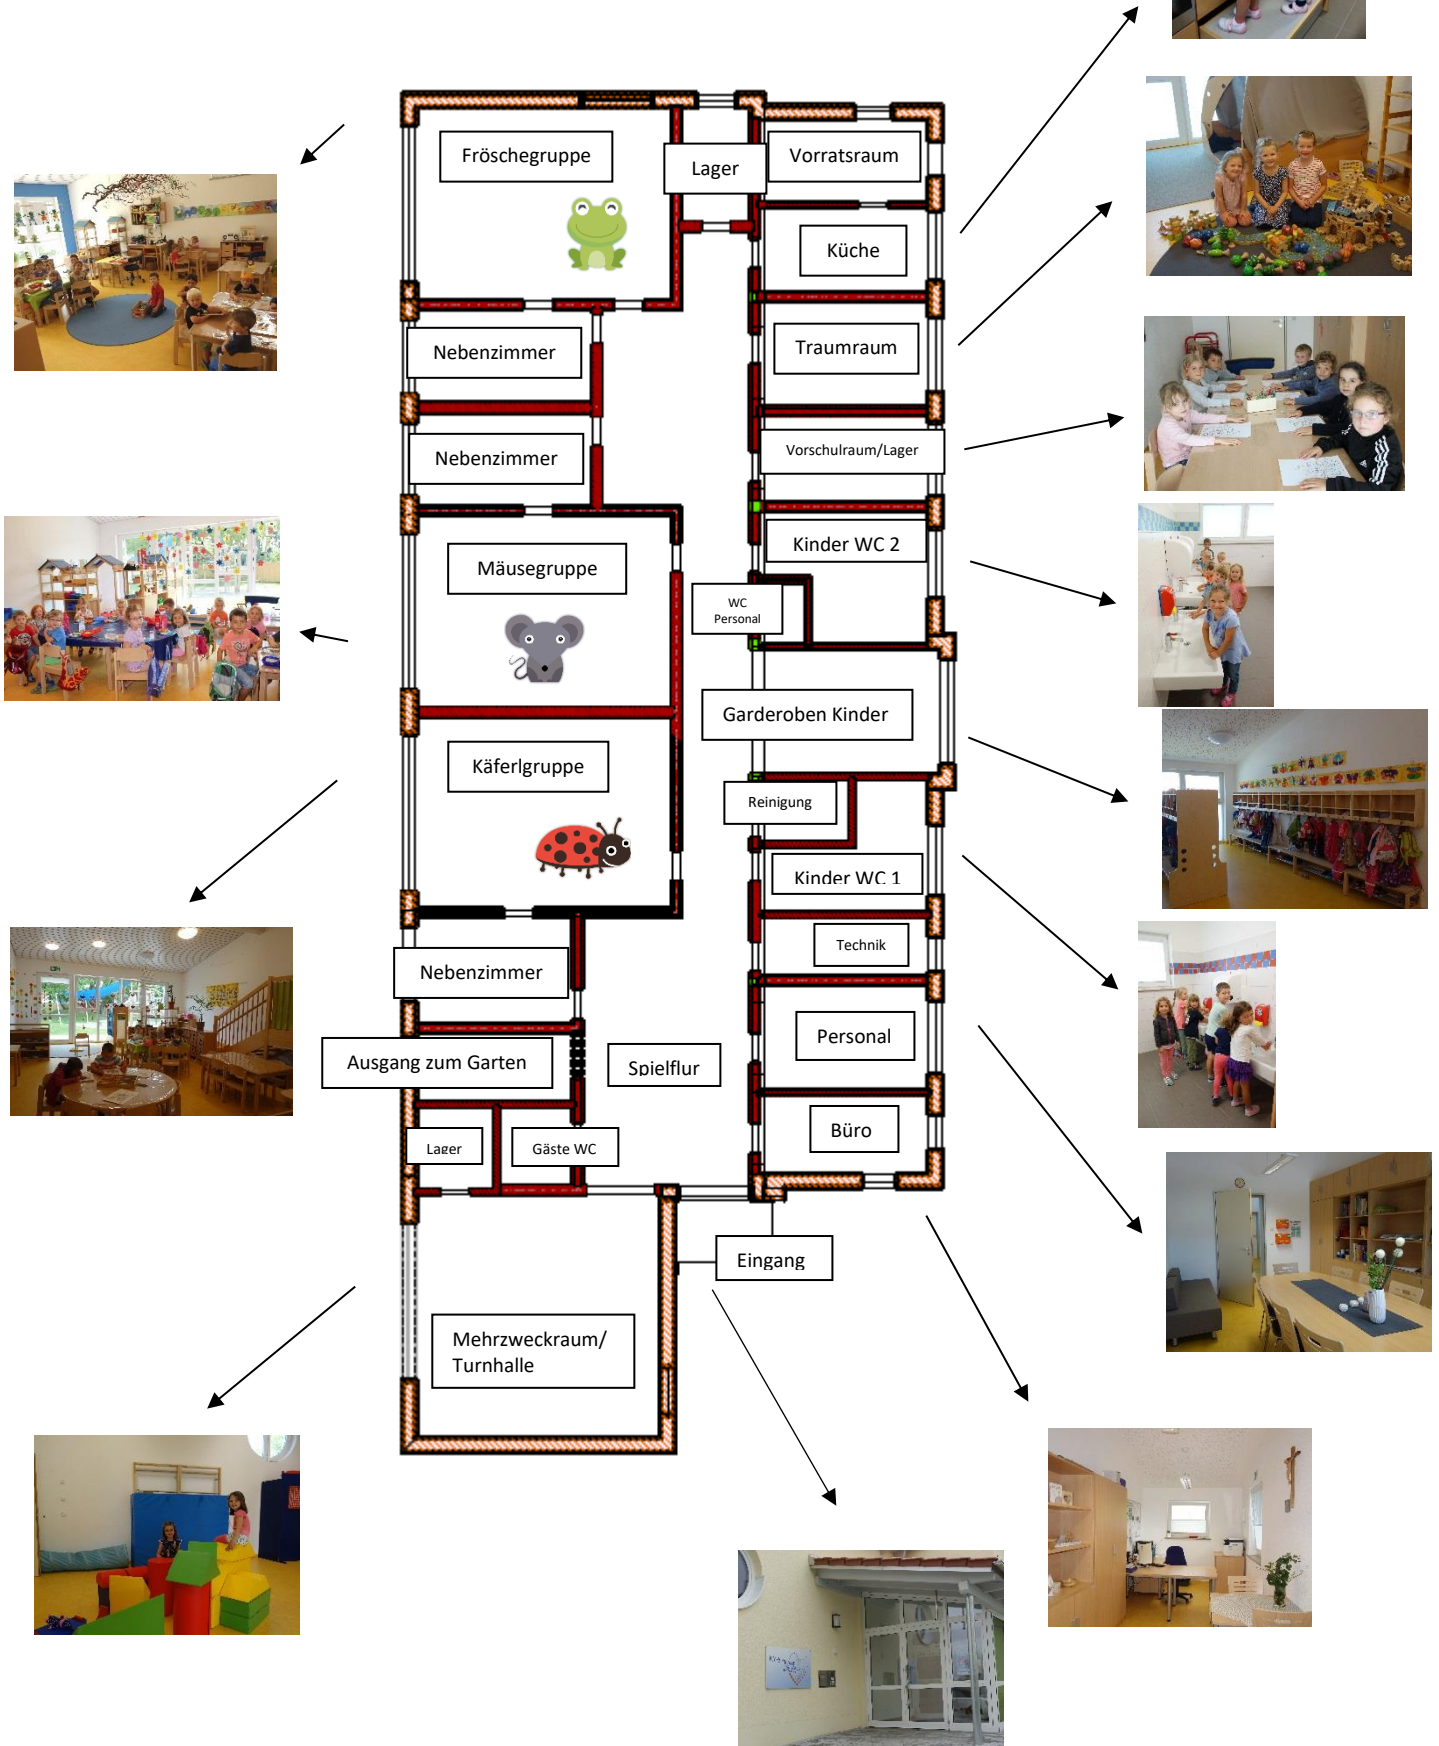 Fröschegruppe
Lager
Vorratsraum
Küche
Nebenzimmer
Traumraum
Nebenzimmer
Vorschulraum/Lager
Kinder WC 2
Mäusegruppe
WC
Personal
Garderoben Kinder
Käferlgruppe
Reinigung
Kinder WC 1
Technik
Nebenzimmer
Personal
Ausgang zum Garten
Spielflur
Büro
Lager
Gäste WC
Eingang
Mehrzweckraum/
Turnhalle